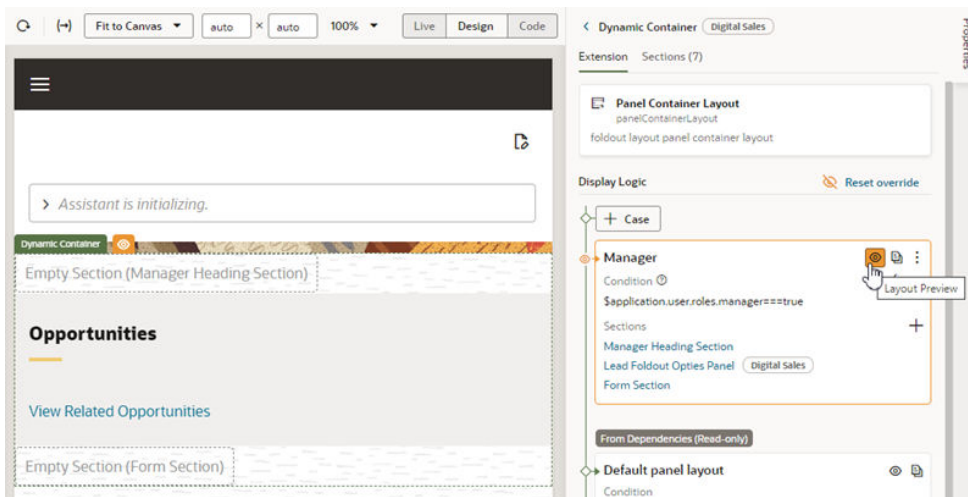 Fit to Canvas
auto × auto
100%
Live Design Code
Assistant is initializing.
Dynamic Container
Empty Section (Manager Heading Section)
Opportunities
View Related Opportunities
Empty Section (Form Section)
Dynamic Container Digital Sales
Extension Sections (7)
Panel Container Layout
panelContainerLayout
foldout layout panel container layout
Display Logic Reset override
+ Case
Manager
Layout Preview
Condition
$application.user.roles.manager===true
Sections
Manager Heading Section
Lead Foldout Opties Panel Digital Sales
Form Section
From Dependencies (Read-only)
Default panel layout
Condition
Properties